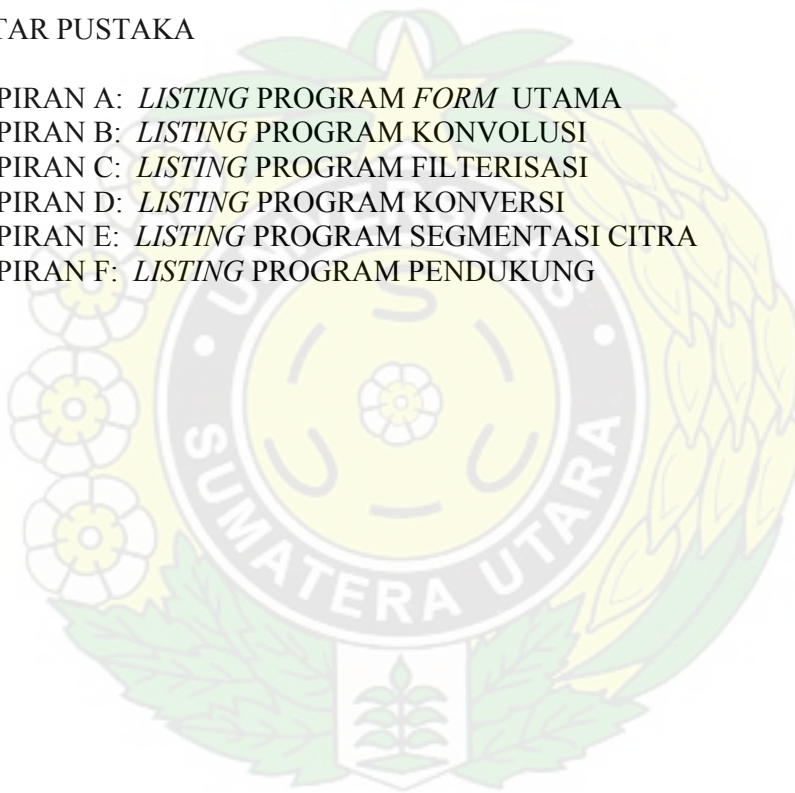 TAR PUSTAKA
PIRAN A: LISTING PROGRAM FORM UTAMA
PIRAN B: LISTING PROGRAM KONVOLUSI
PIRAN C: LISTING PROGRAM FILTERISASI
PIRAN D: LISTING PROGRAM KONVERSI
PIRAN E: LISTING PROGRAM SEGMENTASI CITRA
PIRAN F: LISTING PROGRAM PENDUKUNG
UNIVERSITAS
SUMATERA UTARA